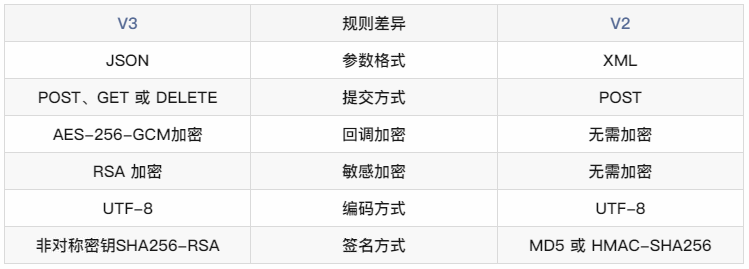 V3 规则差异 V2
JSON 参数格式 XML
POST、GET 或 DELETE 提交方式 POST
AES-256-GCM加密 回调加密 无需加密
RSA 加密 敏感加密 无需加密
UTF-8 编码方式 UTF-8
非对称密钥SHA256-RSA 签名方式 MD5 或 HMAC-SHA256